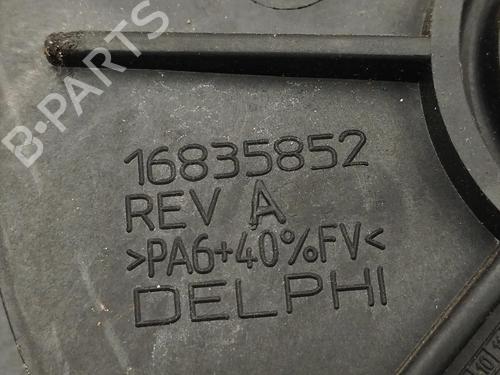 B-PARTS
16835852
REV A
>PA6+40%FV<
DELPHI